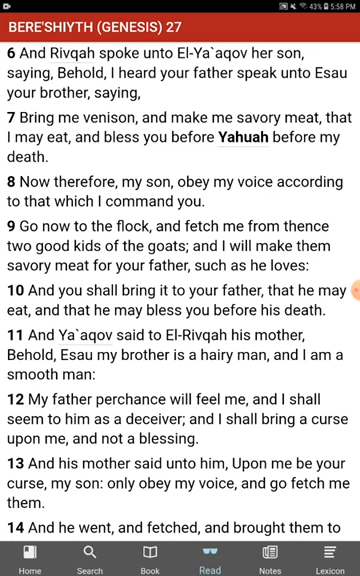 43% 5:58 PM
BERE'SHIYTH (GENESIS) 27
6 And Rivqah spoke unto El-Ya`aqov her son,
saying, Behold, I heard your father speak unto Esau
your brother, saying,
7 Bring me venison, and make me savory meat, that
I may eat, and bless you before Yahuah before my
death.
8 Now therefore, my son, obey my voice according
to that which I command you.
9 Go now to the flock, and fetch me from thence
two good kids of the goats; and I will make them
savory meat for your father, such as he loves:
10 And you shall bring it to your father, that he may
eat, and that he may bless you before his death.
11 And Ya`aqov said to El-Rivqah his mother,
Behold, Esau my brother is a hairy man, and I am a
smooth man:
12 My father perchance will feel me, and I shall
seem to him as a deceiver; and I shall bring a curse
upon me, and not a blessing.
13 And his mother said unto him, Upon me be your
curse, my son: only obey my voice, and go fetch me
them.
14 And he went, and fetched, and brought them to
Home Search Book Read Notes Lexicon